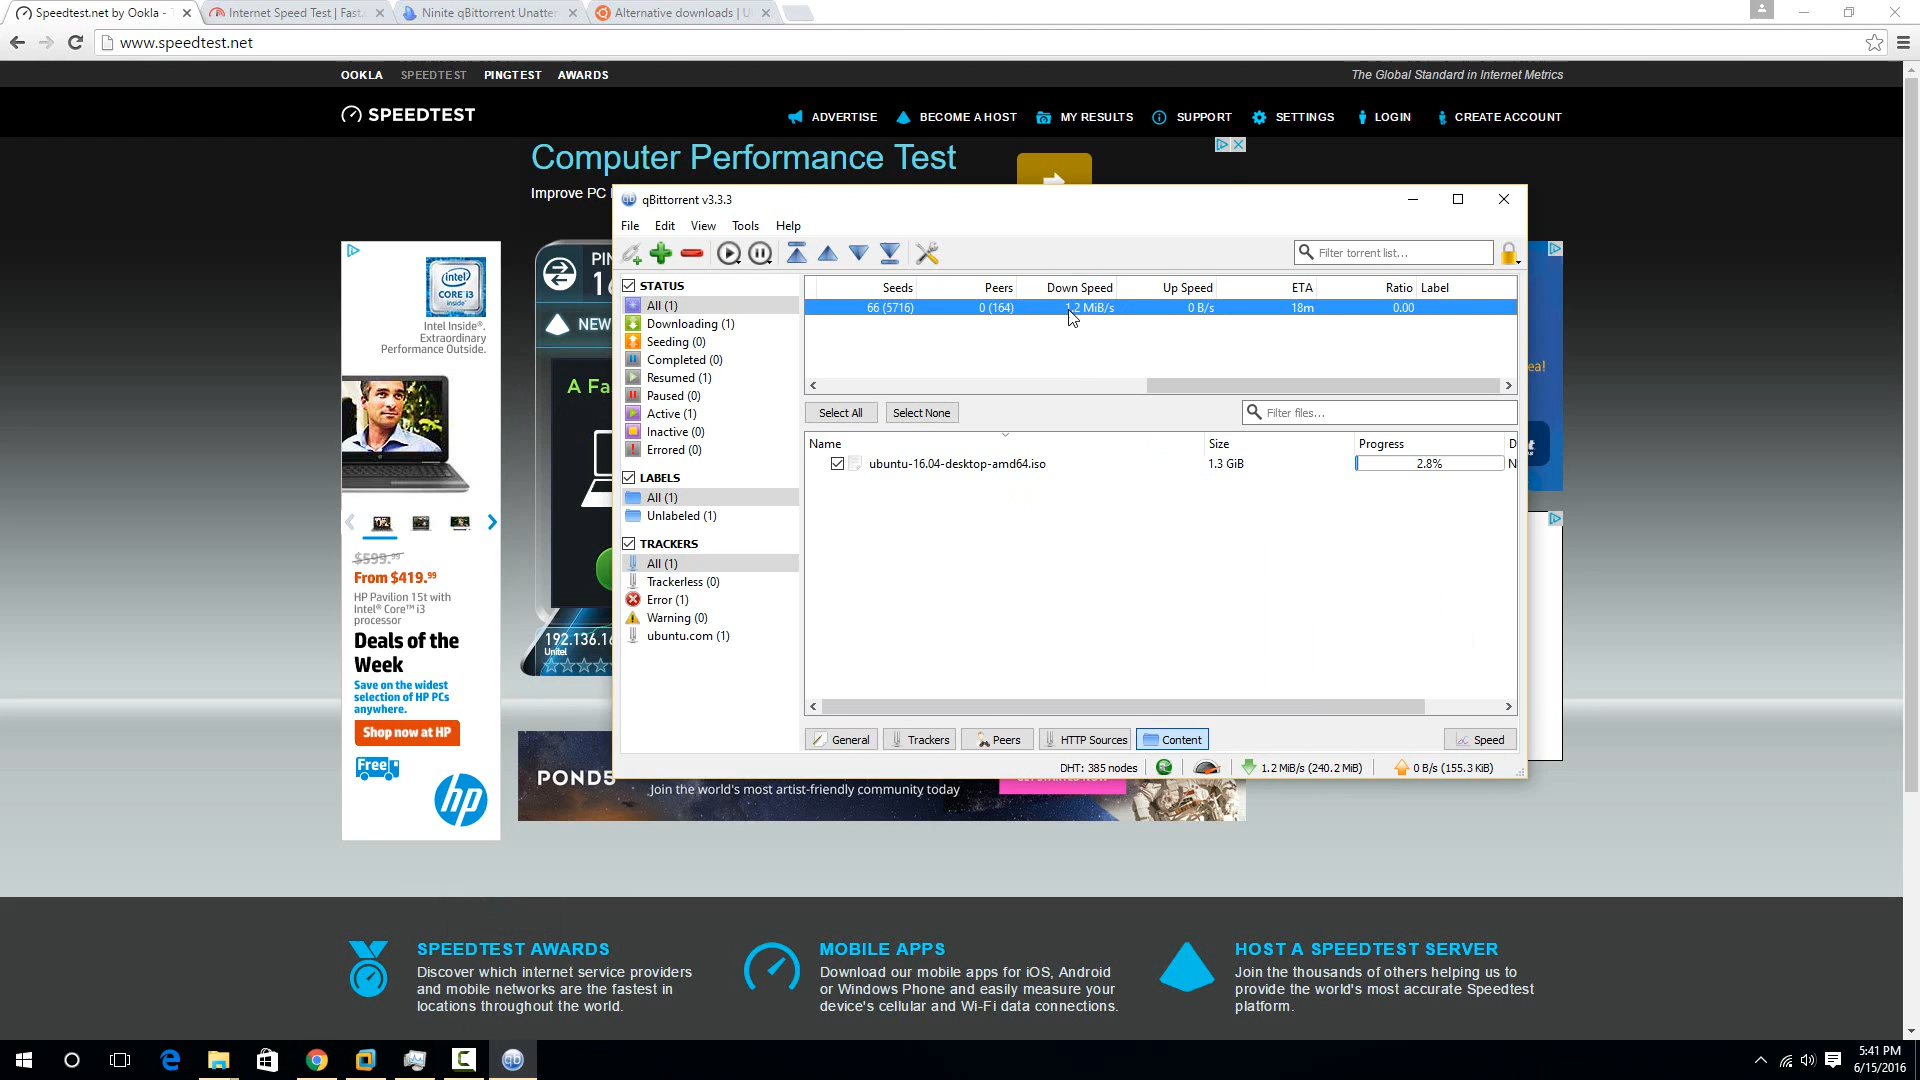 Speedtest.net by Ookla - T
Internet Speed Test | Fast.
Ninite qBittorrent Unatten
Alternative downloads | U
www.speedtest.net
OOKLA SPEEDTEST PINGTEST AWARDS
The Global Standard in Internet Metrics
SPEEDTEST
ADVERTISE BECOME A HOST MY RESULTS SUPPORT SETTINGS LOGIN CREATE ACCOUNT
Computer Performance Test
Improve PC
intel
CORE i3
Intel Inside®.
Extraordinary
Performance Outside.
$599.99
From $419.99
HP Pavilion 15t with
Intel® Core™ i3
processor
Deals of the
Week
Save on the widest
selection of HP PCs
anywhere.
Shop now at HP
Free
hp
PIN
NEW
A Fa
192.136.16
Unitel
qBittorrent v3.3.3
File Edit View Tools Help
Filter torrent list...
STATUS
All (1)
Downloading (1)
Seeding (0)
Completed (0)
Resumed (1)
Paused (0)
Active (1)
Inactive (0)
Errored (0)
LABELS
All (1)
Unlabeled (1)
TRACKERS
All (1)
Trackerless (0)
Error (1)
Warning (0)
ubuntu.com (1)
Seeds Peers Down Speed Up Speed ETA Ratio Label
66 (5716) 0 (164) 1.2 MiB/s 0 B/s 18m 0.00
Select All Select None
Filter files...
Name Size Progress D
ubuntu-16.04-desktop-amd64.iso 1.3 GiB 2.8% N
General Trackers Peers HTTP Sources Content Speed
DHT: 385 nodes 1.2 MiB/s (240.2 MiB) 0 B/s (155.3 KiB)
eal!
POND5
Join the world's most artist-friendly community today
SPEEDTEST AWARDS
Discover which internet service providers
and mobile networks are the fastest in
locations throughout the world.
MOBILE APPS
Download our mobile apps for iOS, Android
or Windows Phone and easily measure your
device's cellular and Wi-Fi data connections.
HOST A SPEEDTEST SERVER
Join the thousands of others helping us to
provide the world's most accurate Speedtest
platform.
5:41 PM
6/15/2016